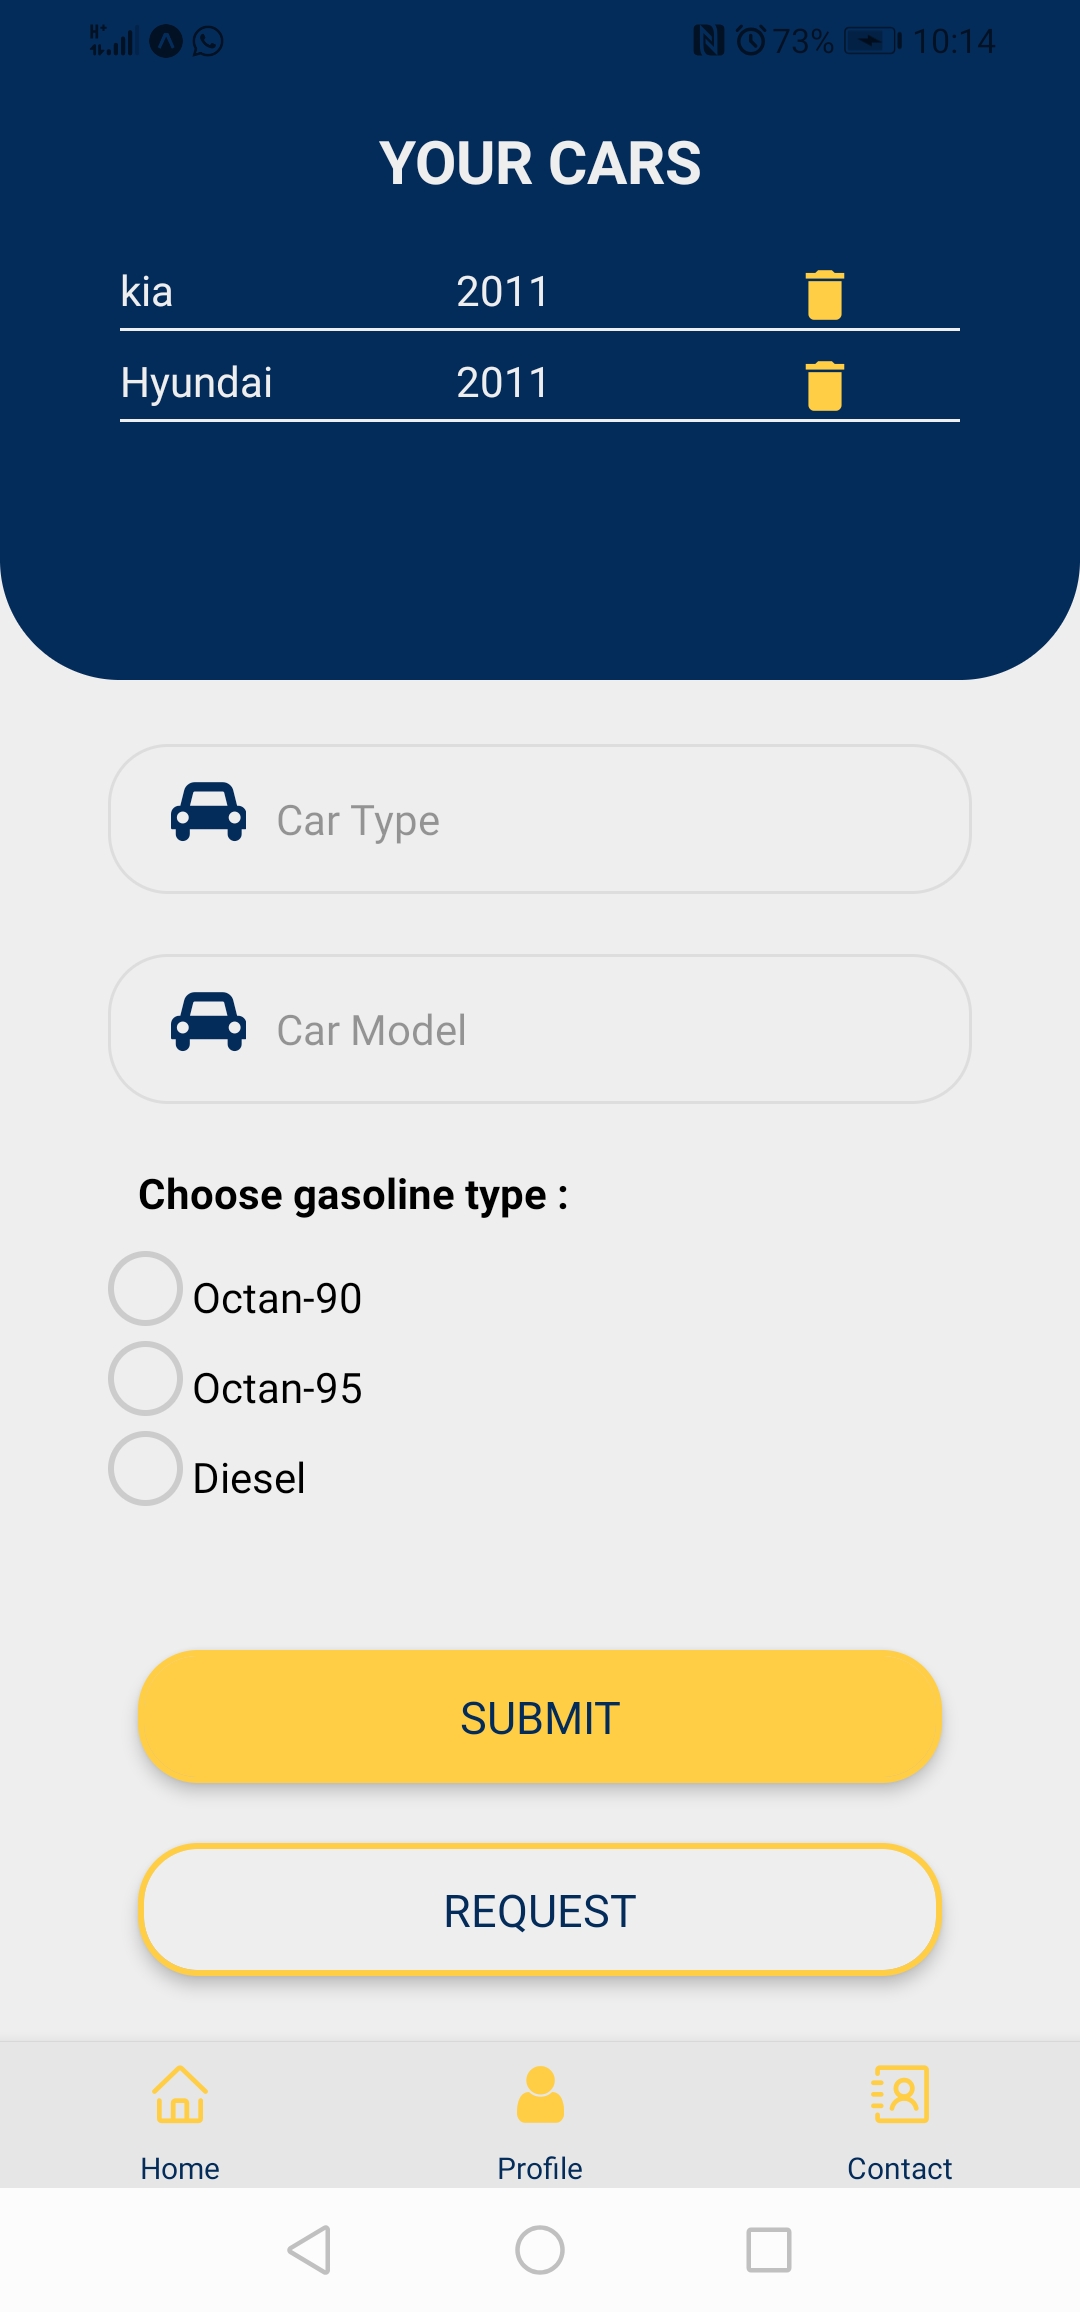 H+ 73% 10:14
YOUR CARS
kia 2011
Hyundai 2011
Car Type
Car Model
Choose gasoline type :
Octan-90
Octan-95
Diesel
SUBMIT
REQUEST
Home Profile Contact